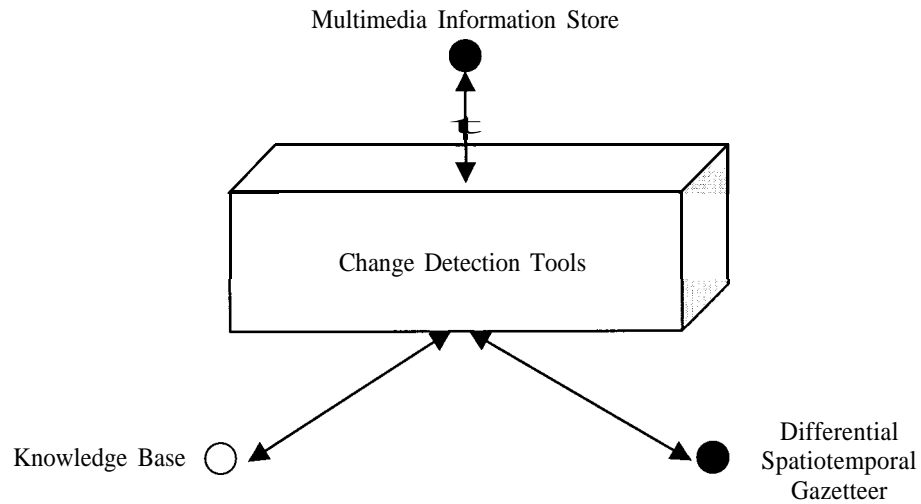 Multimedia Information Store
Change Detection Tools
Knowledge Base
Differential
Spatiotemporal
Gazetteer